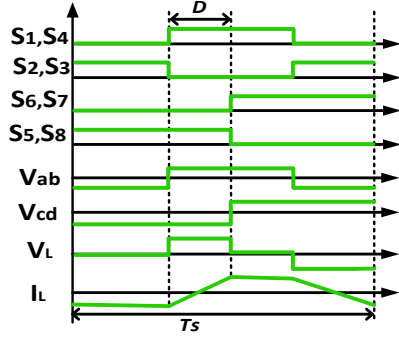 D
S1,S4
S2,S3
S6,S7
S5,S8
Vab
Vcd
VL
IL
Ts